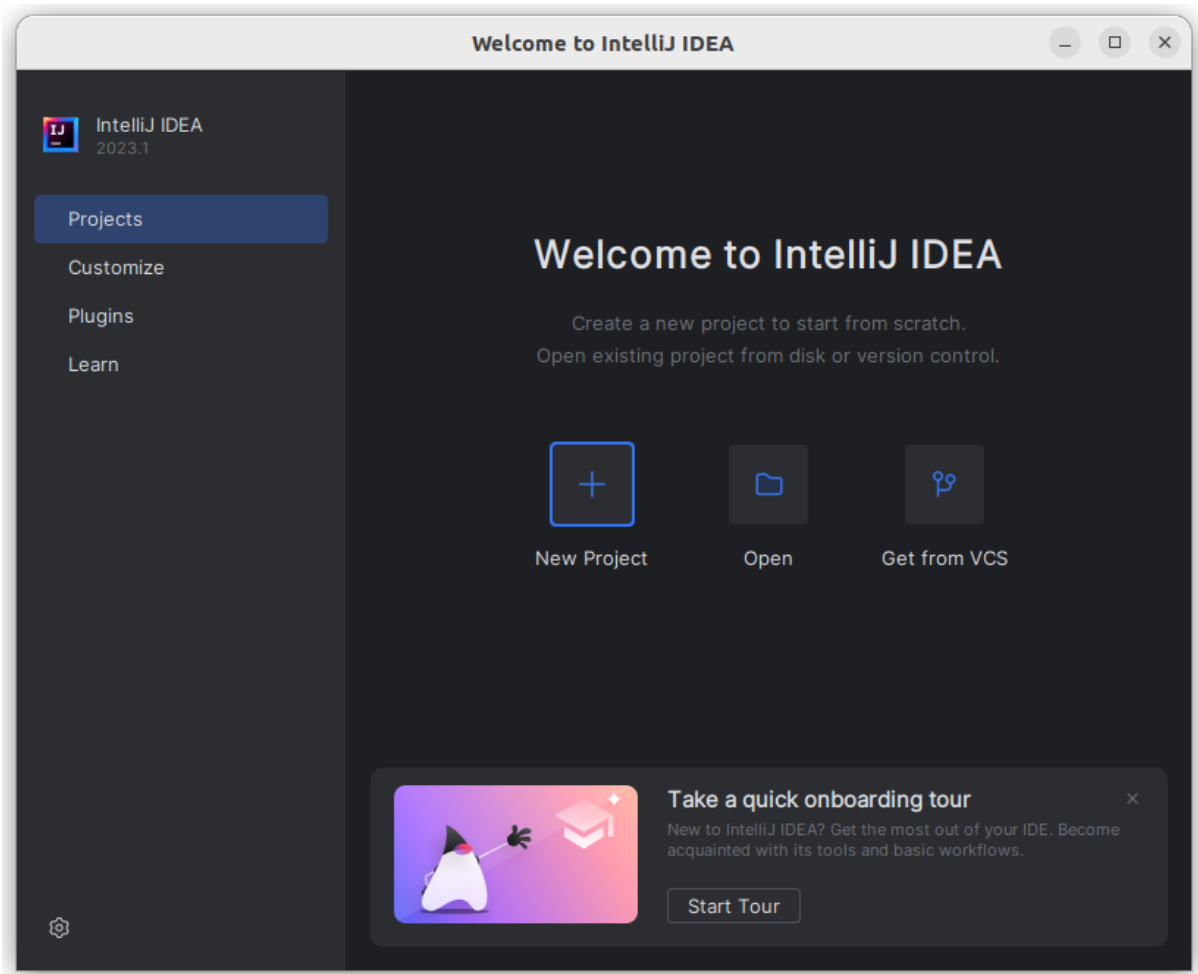 Welcome to IntelliJ IDEA
IJ
IntelliJ IDEA
2023.1
Projects
Customize
Plugins
Learn
Welcome to IntelliJ IDEA
Create a new project to start from scratch.
Open existing project from disk or version control.
New Project
Open
Get from VCS
Take a quick onboarding tour
New to IntelliJ IDEA? Get the most out of your IDE. Become
acquainted with its tools and basic workflows.
Start Tour